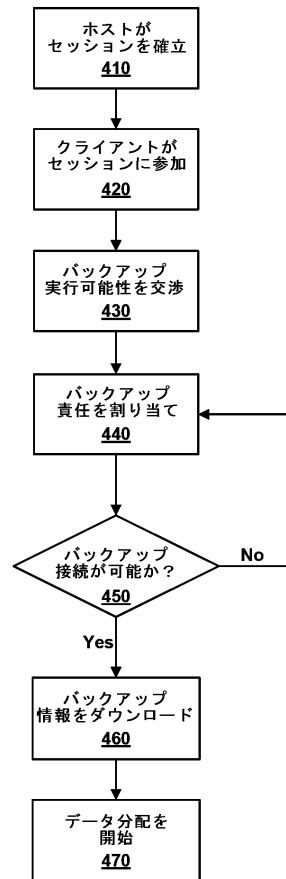 ホストが
セッションを確立
410
クライアントが
セッションに参加
420
バックアップ
実行可能性を交渉
430
バックアップ
責任を割り当て
440
バックアップ
接続が可能か？
450
No
Yes
バックアップ
情報をダウンロード
460
データ分配を
開始
470